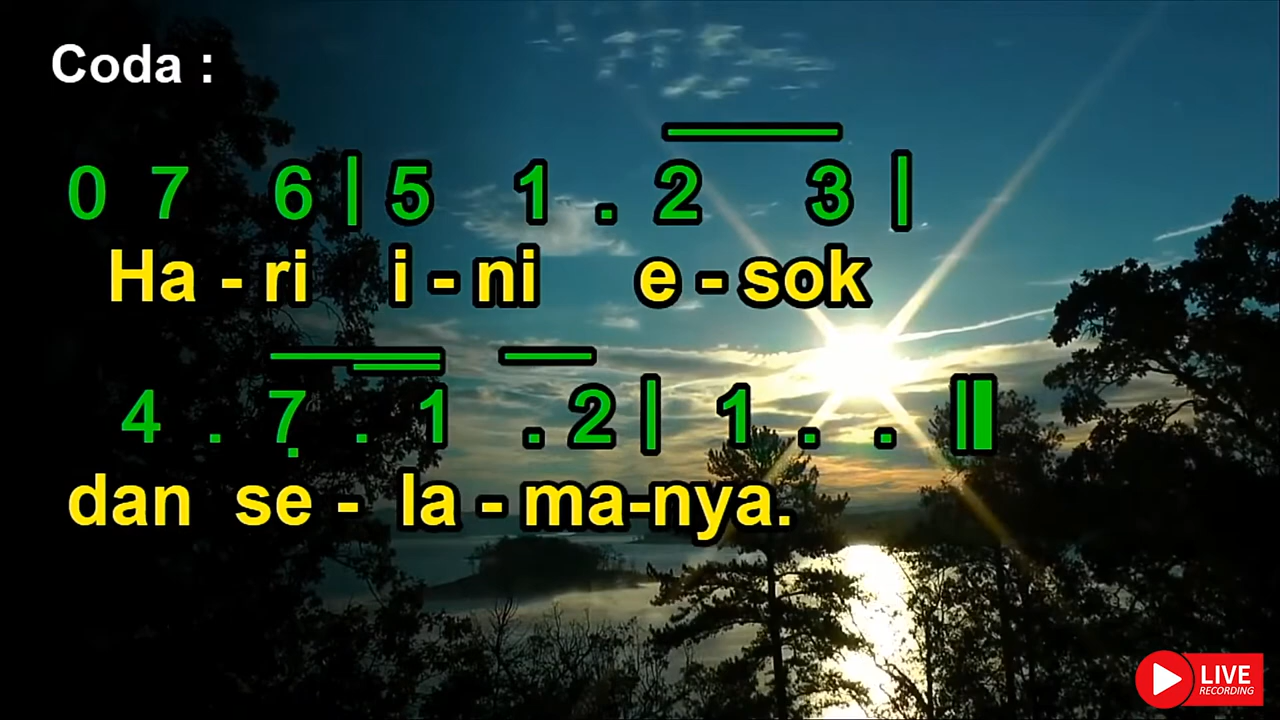 Coda :
0 7 6 | 5 1 . 2 3 |
Ha - ri i - ni e - sok
4 . 7̣ . 1 . 2 | 1 . . ||
dan se - la - ma-nya.
LIVE
RECORDING